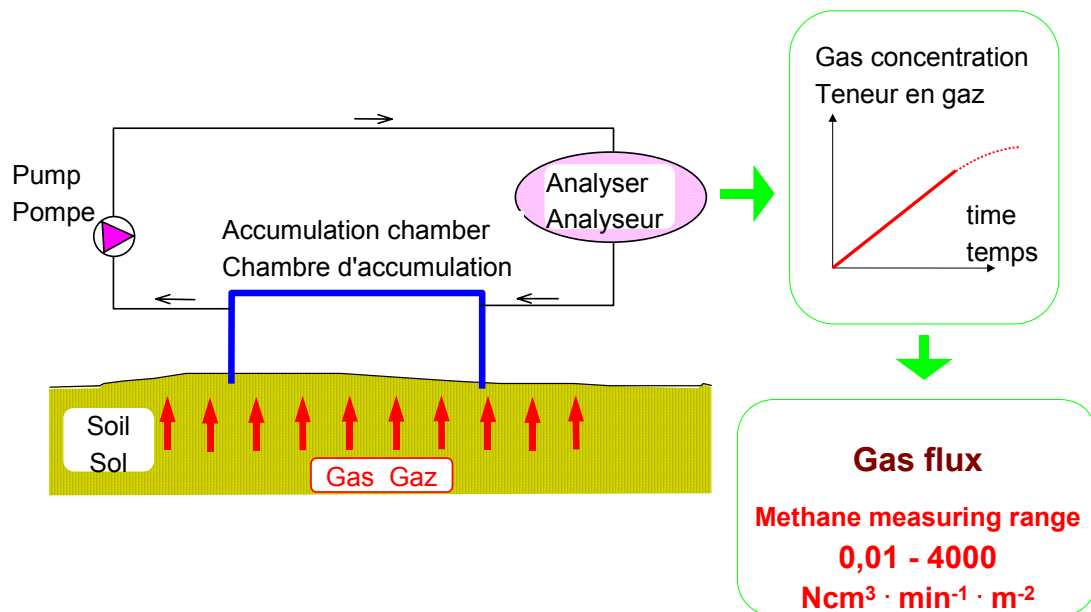 Pump
Pompe
Accumulation chamber
Chambre d'accumulation
Analyser
Analyseur
Soil
Sol
Gas Gaz
Gas concentration
Teneur en gaz
time
temps
Gas flux
Methane measuring range
0,01 - 4000
Ncm³ · min⁻¹ · m⁻²